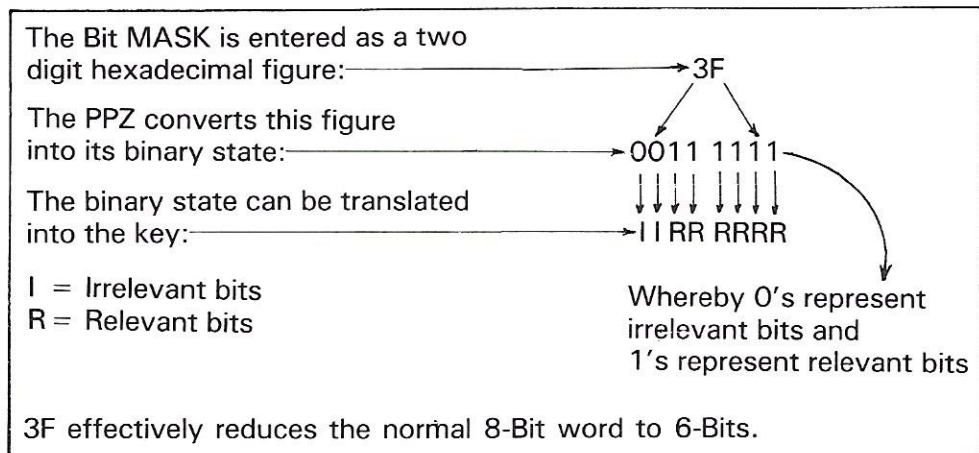 The Bit MASK is entered as a two
digit hexadecimal figure: 3F
The PPZ converts this figure
into its binary state: 0011 1111
The binary state can be translated
into the key: I I RR RRRR
I = Irrelevant bits
R = Relevant bits
Whereby 0's represent
irrelevant bits and
1's represent relevant bits
3F effectively reduces the normal 8-Bit word to 6-Bits.